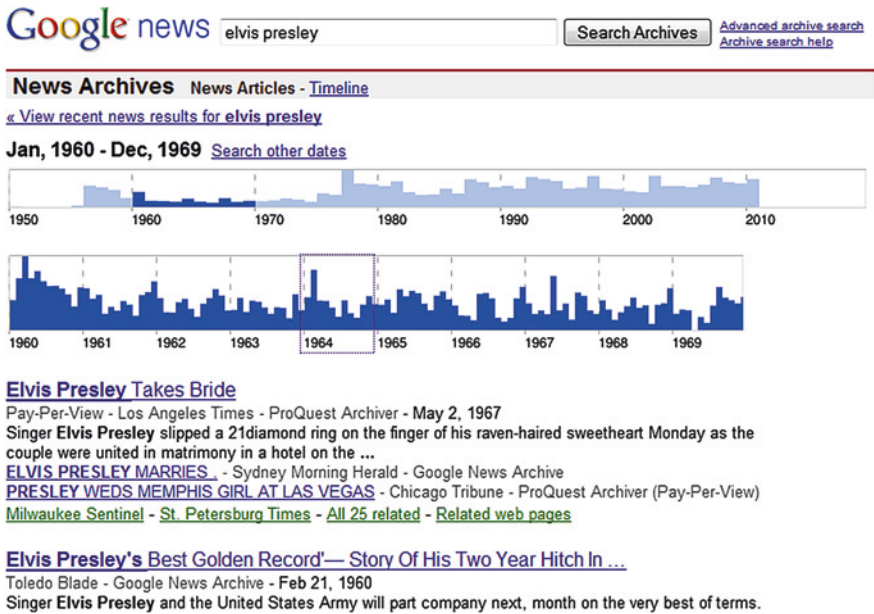 Google news elvis presley Search Archives Advanced archive search
Archive search help
News Archives News Articles - Timeline
« View recent news results for elvis presley
Jan, 1960 - Dec, 1969 Search other dates
1950 1960 1970 1980 1990 2000 2010
1960 1961 1962 1963 1964 1965 1966 1967 1968 1969
Elvis Presley Takes Bride
Pay-Per-View - Los Angeles Times - ProQuest Archiver - May 2, 1967
Singer Elvis Presley slipped a 21diamond ring on the finger of his raven-haired sweetheart Monday as the
couple were united in matrimony in a hotel on the ...
ELVIS PRESLEY MARRIES . - Sydney Morning Herald - Google News Archive
PRESLEY WEDS MEMPHIS GIRL AT LAS VEGAS - Chicago Tribune - ProQuest Archiver (Pay-Per-View)
Milwaukee Sentinel - St. Petersburg Times - All 25 related - Related web pages
Elvis Presley's Best Golden Record'— Story Of His Two Year Hitch In ...
Toledo Blade - Google News Archive - Feb 21, 1960
Singer Elvis Presley and the United States Army will part company next, month on the very best of terms.